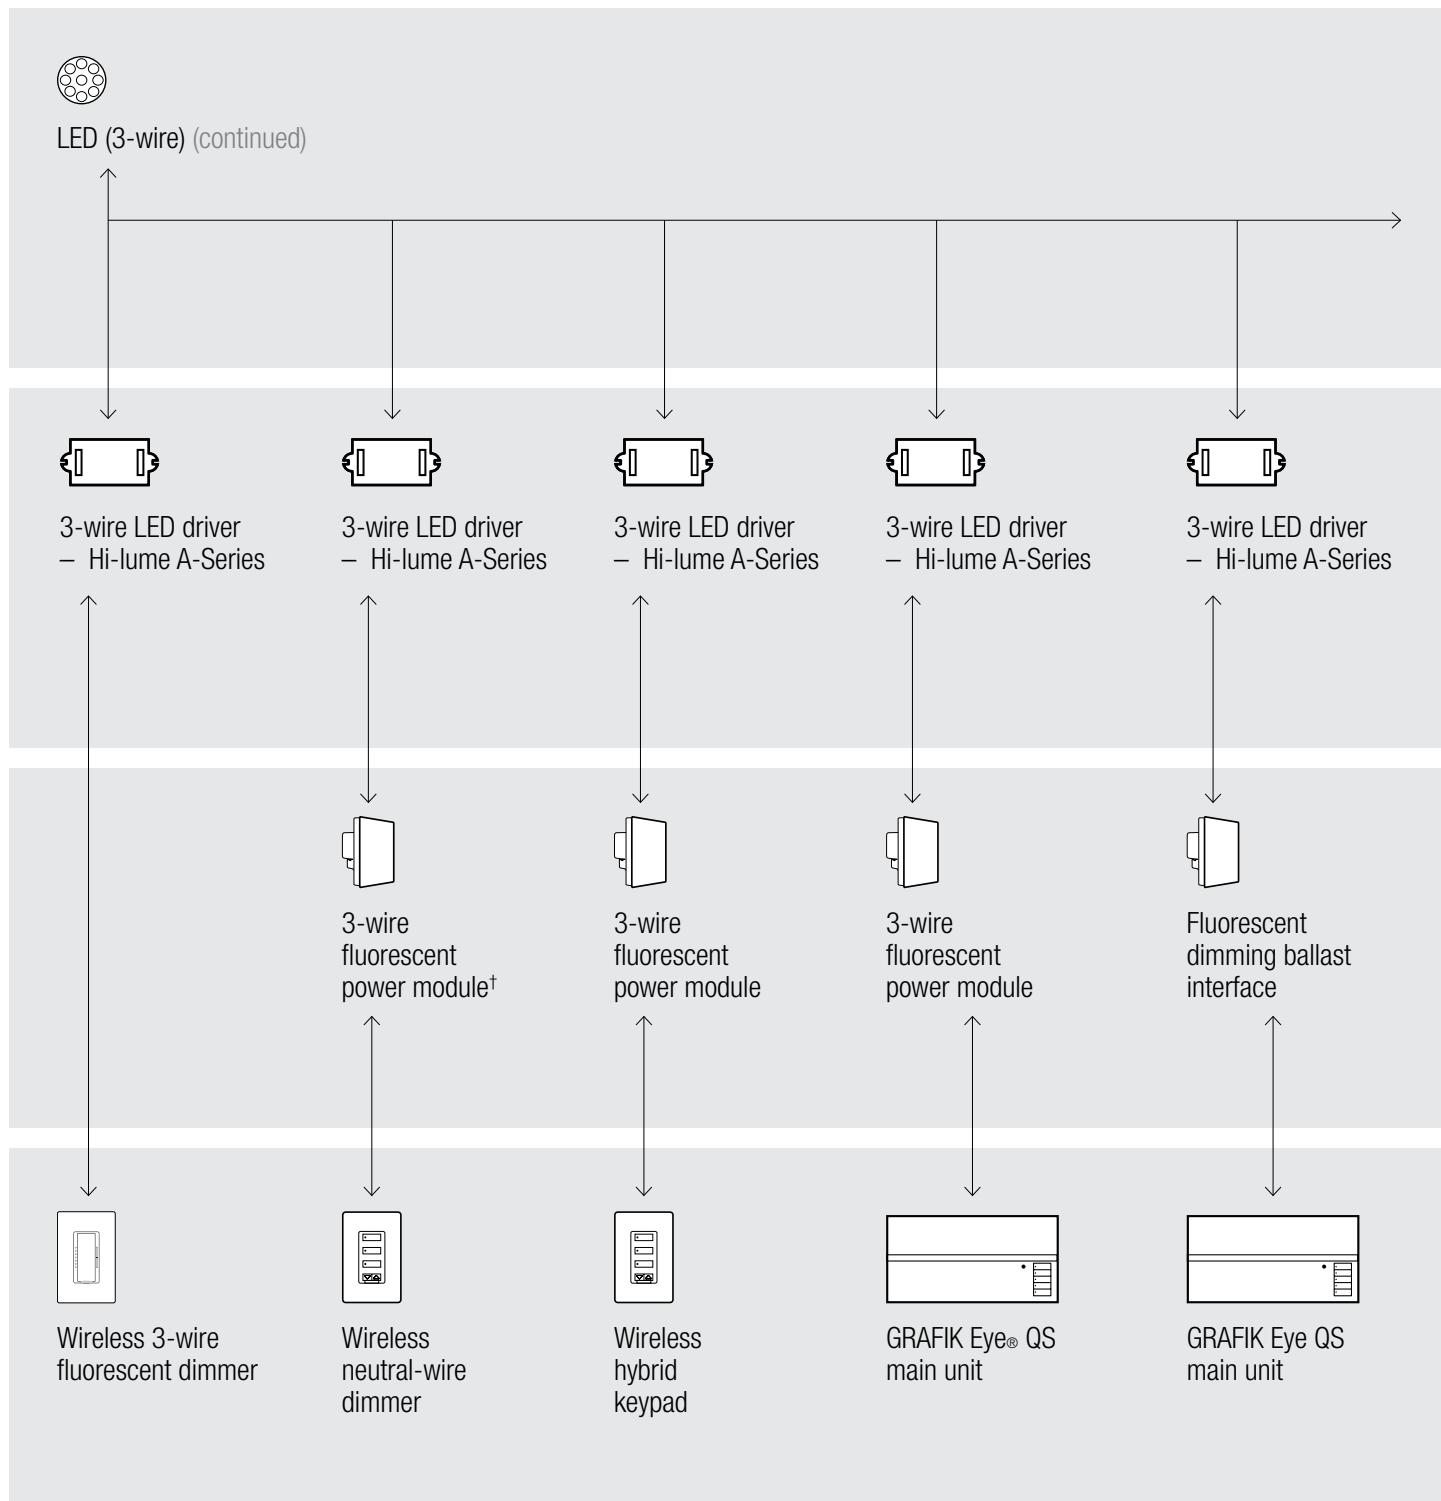 LED (3-wire) (continued)
3-wire LED driver
– Hi-lume A-Series
3-wire LED driver
– Hi-lume A-Series
3-wire LED driver
– Hi-lume A-Series
3-wire LED driver
– Hi-lume A-Series
3-wire LED driver
– Hi-lume A-Series
3-wire
fluorescent
power module†
3-wire
fluorescent
power module
3-wire
fluorescent
power module
Fluorescent
dimming ballast
interface
Wireless 3-wire
fluorescent dimmer
Wireless
neutral-wire
dimmer
Wireless
hybrid
keypad
GRAFIK Eye® QS
main unit
GRAFIK Eye QS
main unit